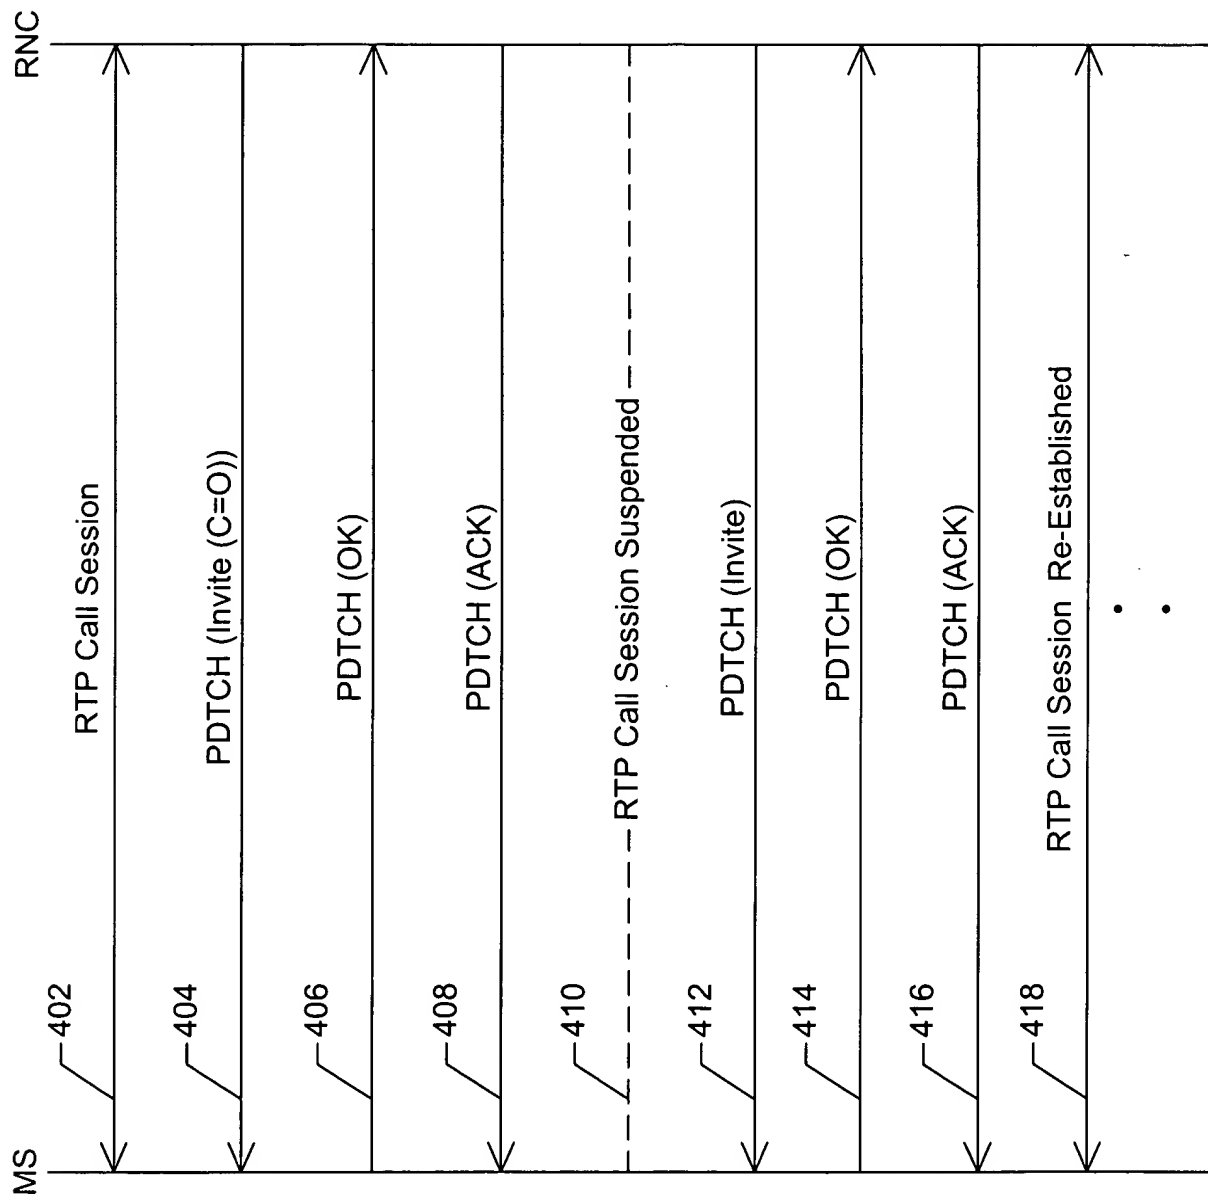 MS
RNC
RTP Call Session
402
PDTCH (Invite (C=O))
404
PDTCH (OK)
406
PDTCH (ACK)
408
RTP Call Session Suspended
410
PDTCH (Invite)
412
PDTCH (OK)
414
PDTCH (ACK)
416
RTP Call Session Re-Established
418